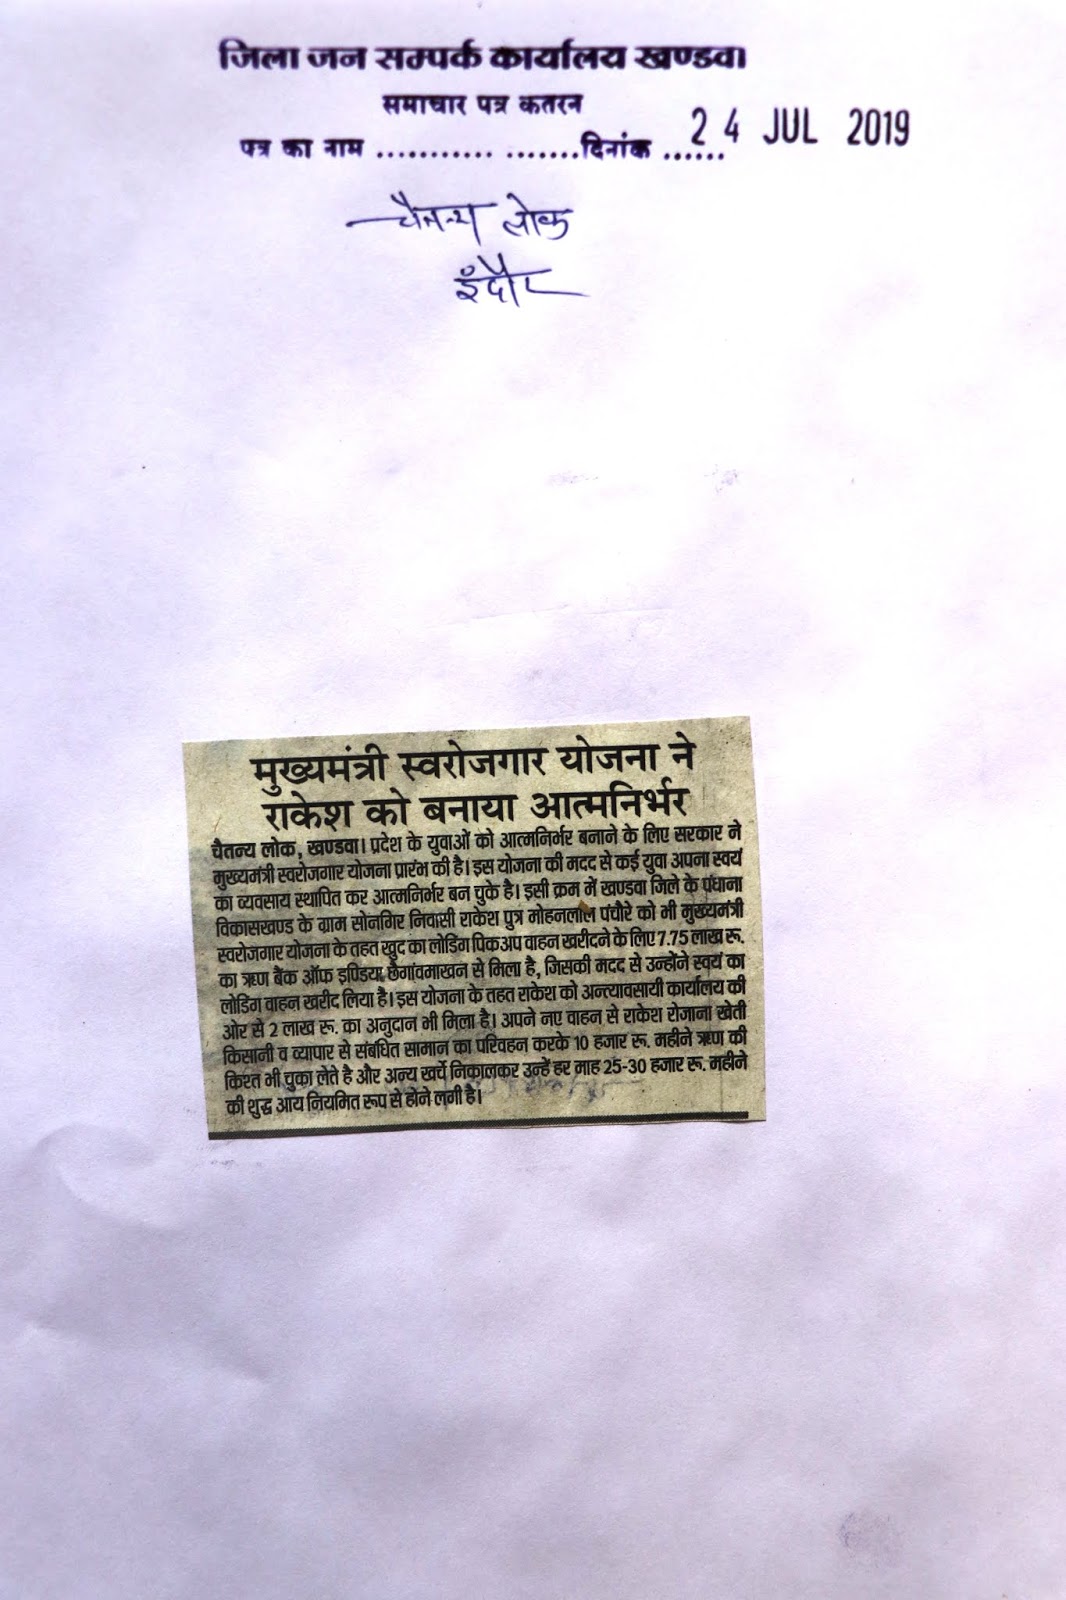 जिला जन सम्पर्क कार्यालय खण्डवा
समाचार पत्र कतरन
पत्र का नाम ........... .......दिनांक ...... 24 JUL 2019
चैतन्य लोक
इंदौर
मुख्यमंत्री स्वरोजगार योजना ने
राकेश को बनाया आत्मनिर्भर
चैतन्य लोक, खण्डवा। प्रदेश के युवाओं को आत्मनिर्भर बनाने के लिए सरकार ने
मुख्यमंत्री स्वरोजगार योजना प्रारंभ की है। इस योजना की मदद से कई युवा अपना स्वयं
का व्यवसाय स्थापित कर आत्मनिर्भर बन चुके है। इसी क्रम में खण्डवा जिले के पंधाना
विकासखण्ड के ग्राम सोनगिर निवासी राकेश पुत्र मोहनलाल पंचौरे को भी मुख्यमंत्री
स्वरोजगार योजना के तहत खुद का लोडिंग पिकअप वाहन खरीदने के लिए 7.75 लाख रू.
का ऋण बैंक ऑफ इण्डिया छैगांवमाखन से मिला है, जिसकी मदद से उन्होंने स्वयं का
लोडिंग वाहन खरीद लिया है। इस योजना के तहत राकेश को अन्त्यावसायी कार्यालय की
ओर से 2 लाख रू. का अनुदान भी मिला है। अपने नए वाहन से राकेश रोजाना खेती
किसानी व व्यापार से संबंधित सामान का परिवहन करके 10 हजार रू. महीने ऋण की
किश्त भी चुका लेते है और अन्य खर्चे निकालकर उन्हें हर माह 25-30 हजार रू. महीने
की शुद्ध आय नियमित रूप से होने लगी है।